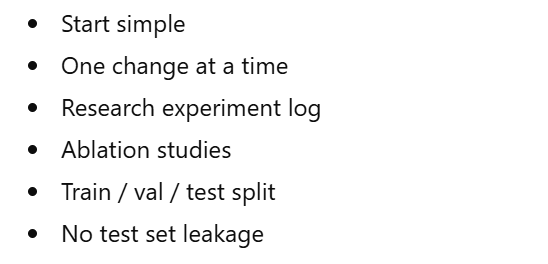 • Start simple
• One change at a time
• Research experiment log
• Ablation studies
• Train / val / test split
• No test set leakage